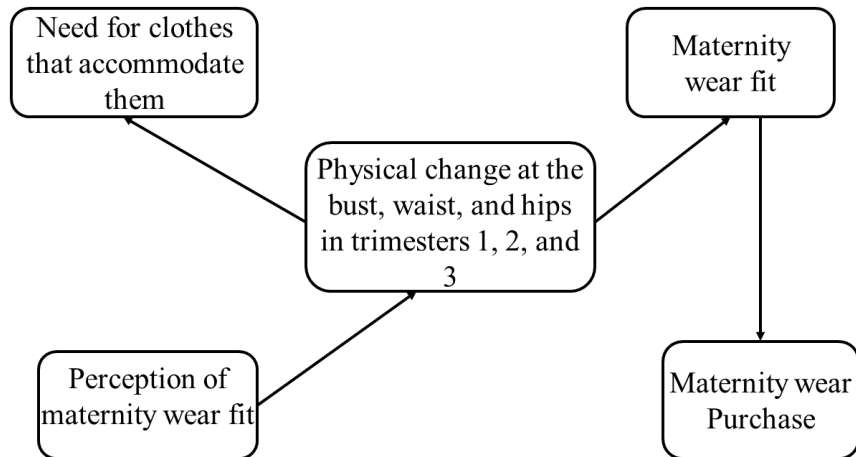 Need for clothes
that accommodate
them
Maternity
wear fit
Physical change at the
bust, waist, and hips
in trimesters 1, 2, and
3
Perception of
maternity wear fit
Maternity wear
Purchase